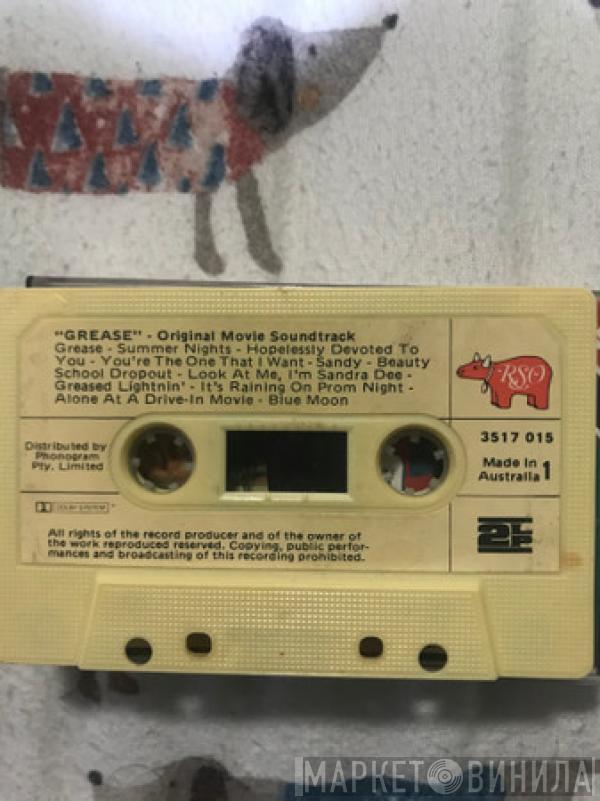 "GREASE" - Original Movie Soundtrack
Grease - Summer Nights - Hopelessly Devoted To
You - You're The One That I Want - Sandy - Beauty
School Dropout - Look At Me, I'm Sandra Dee -
Greased Lightnin' - It's Raining On Prom Night -
Alone At A Drive-In Movie - Blue Moon
RSO
Distributed by
Phonogram
Pty. Limited
3517 015
Made In
Australia 1
DOLBY SYSTEM
All rights of the record producer and of the owner of
the work reproduced reserved. Copying, public perfor-
mances and broadcasting of this recording prohibited.
2LP
МАРКЕТ ВИНИЛА